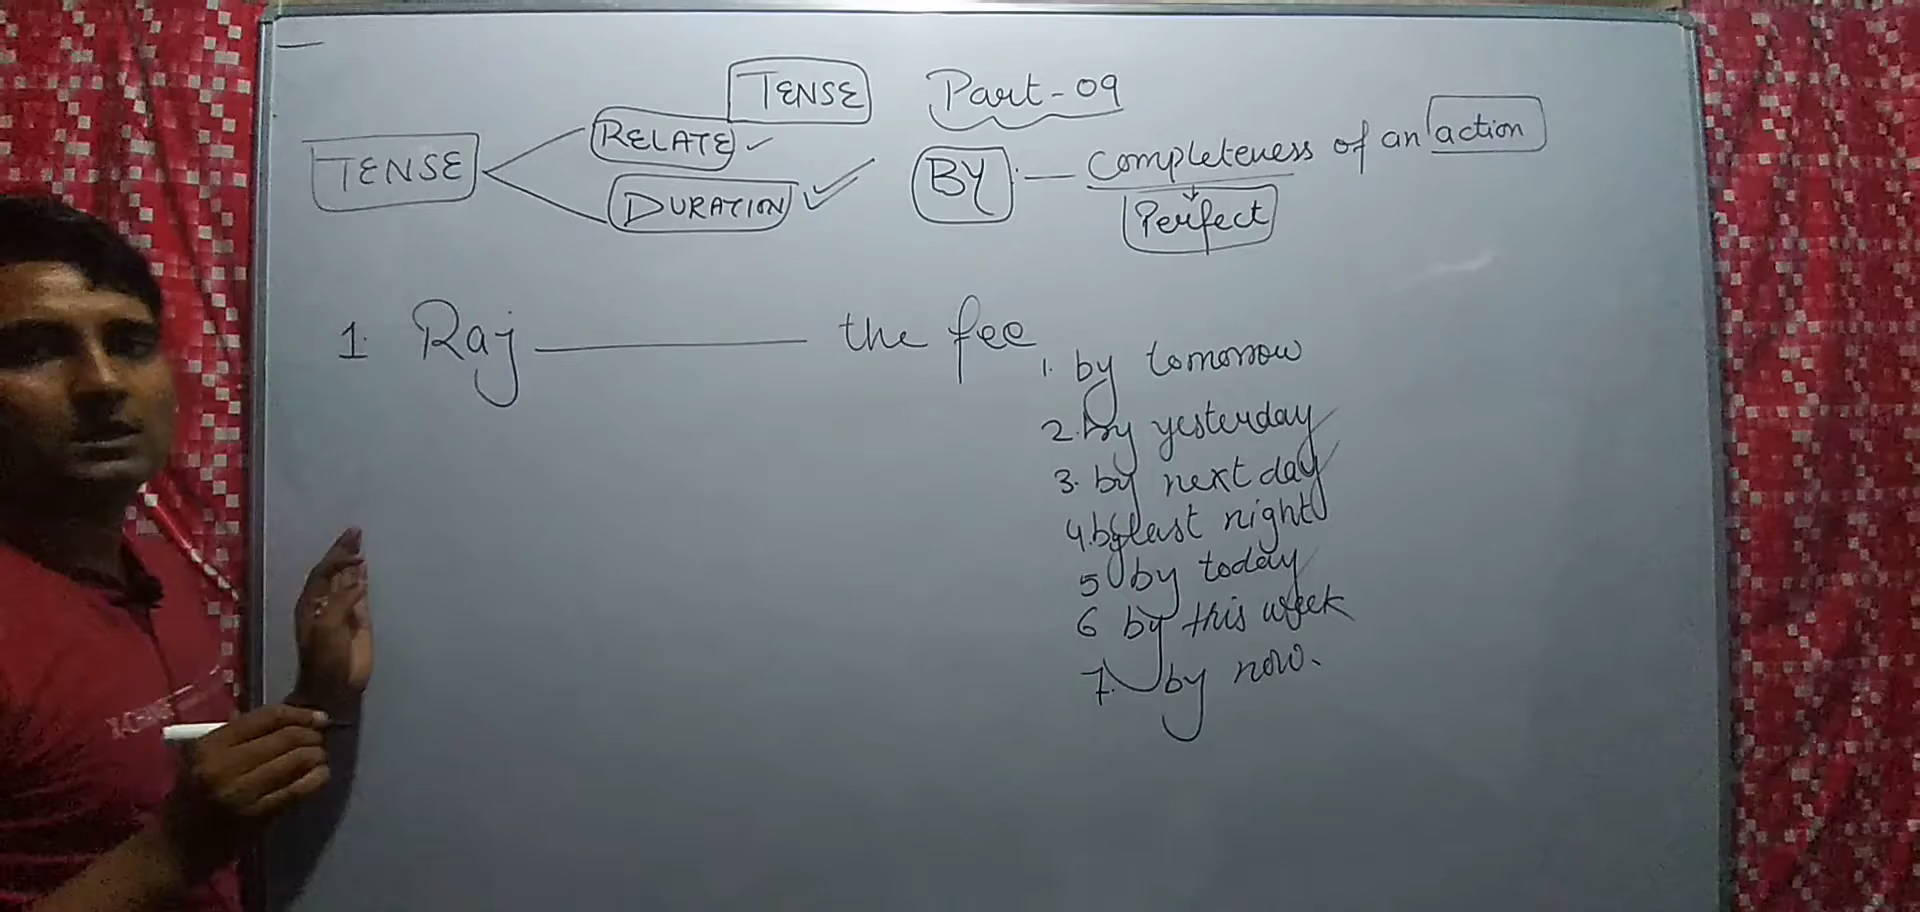 TENSE Part-09
TENSE RELATE DURATION
BY - Completeness of an action
Perfect
1. Raj ________ the fee
1. by tomorrow
2. by yesterday
3. by next day
4. by last night
5 by today
6 by this week
7. by now.